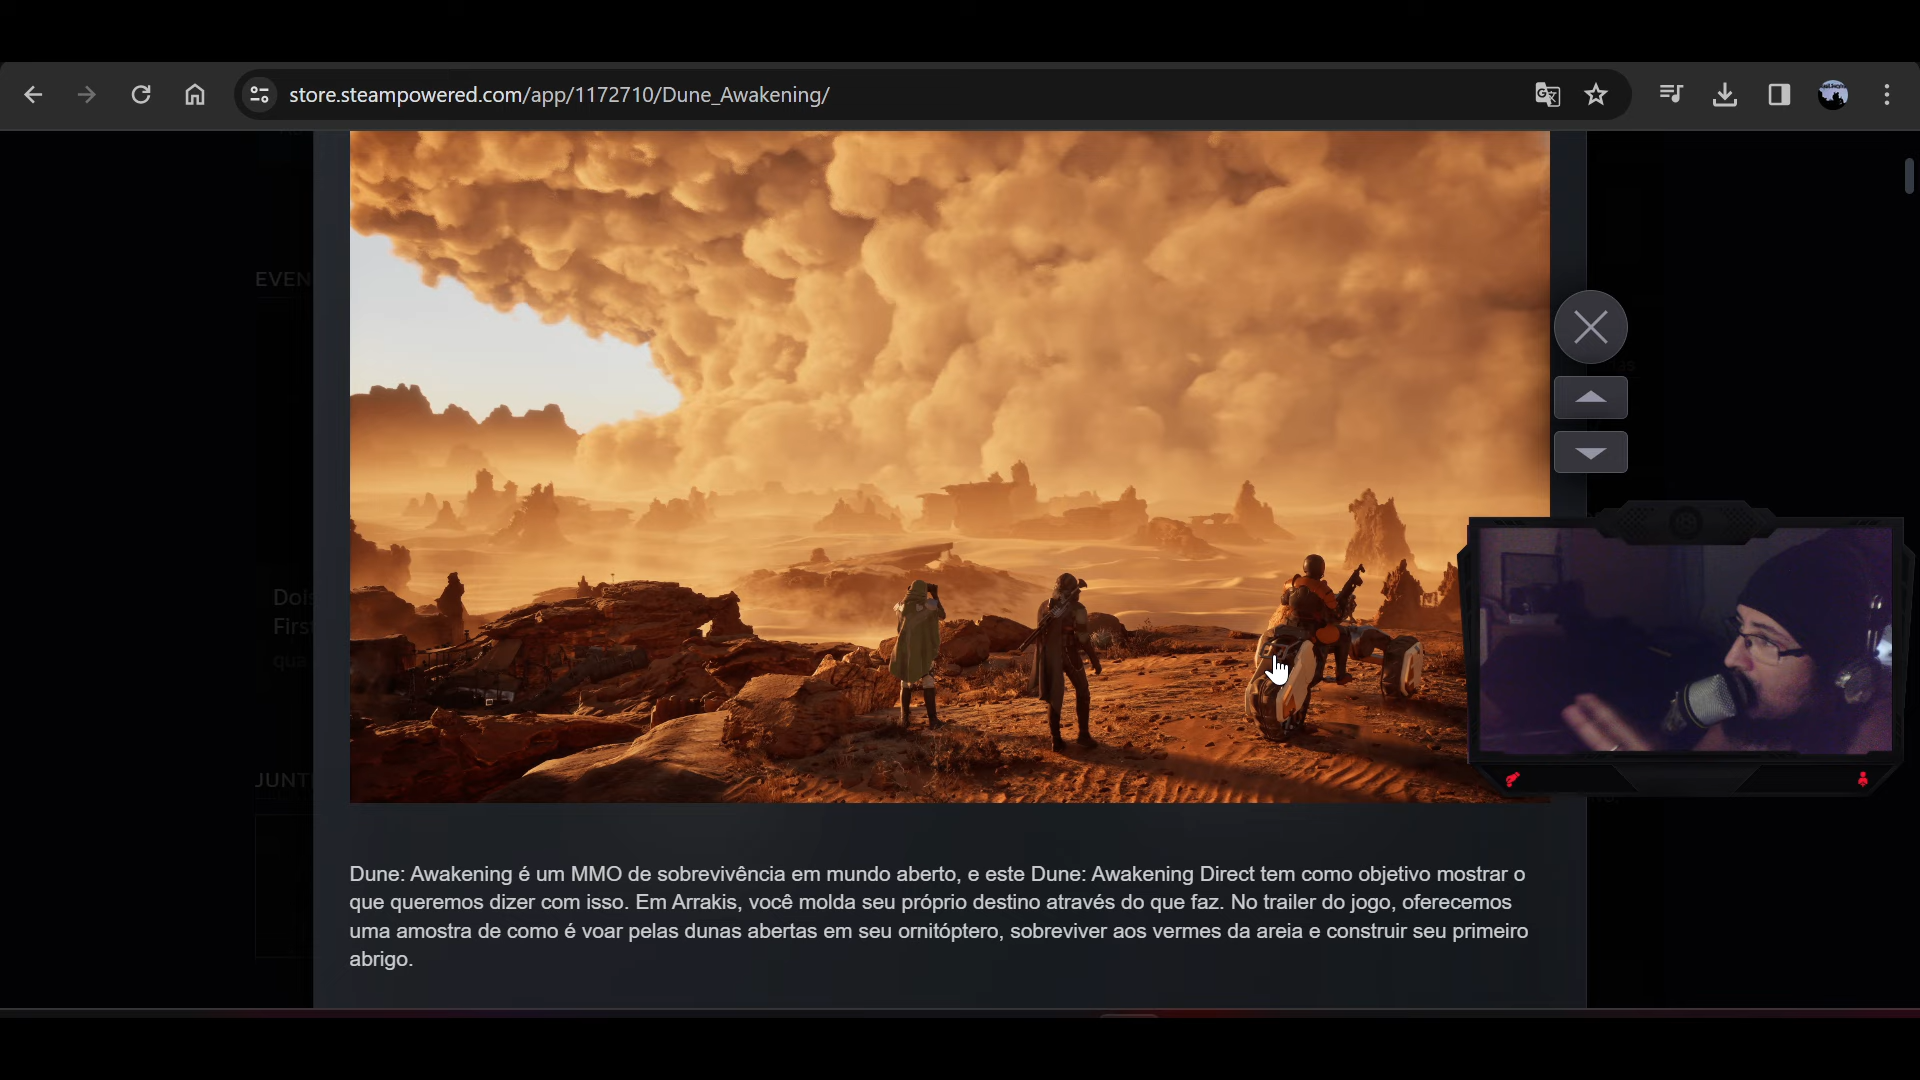 store.steampowered.com/app/1172710/Dune_Awakening/
EVEN
Dois
First
qua
JUNT
Dune: Awakening é um MMO de sobrevivência em mundo aberto, e este Dune: Awakening Direct tem como objetivo mostrar o
que queremos dizer com isso. Em Arrakis, você molda seu próprio destino através do que faz. No trailer do jogo, oferecemos
uma amostra de como é voar pelas dunas abertas em seu ornitóptero, sobreviver aos vermes da areia e construir seu primeiro
abrigo.